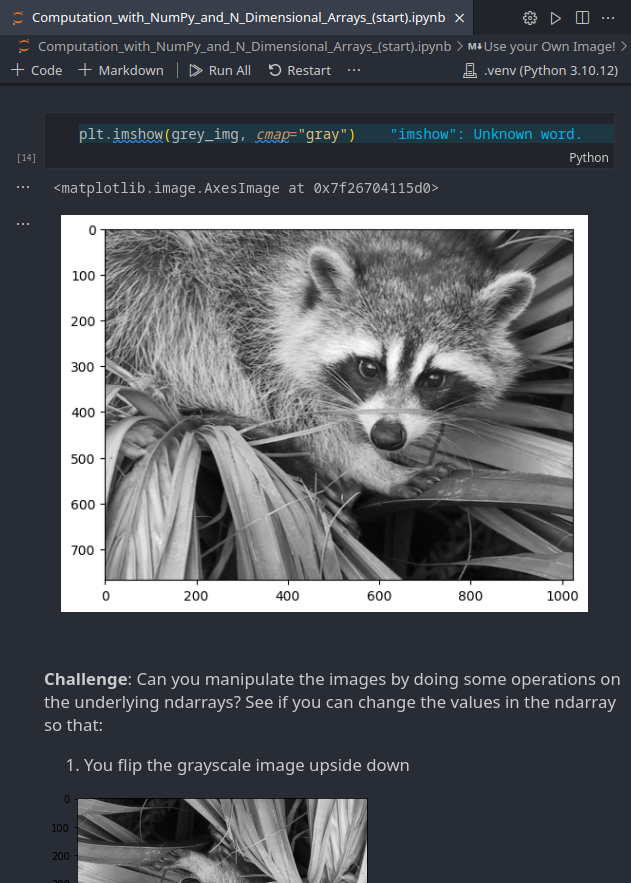 Computation_with_NumPy_and_N_Dimensional_Arrays_(start).ipynb
Computation_with_NumPy_and_N_Dimensional_Arrays_(start).ipynb > M↓ Use your Own Image! >
+ Code + Markdown | Run All Restart ··· .venv (Python 3.10.12)
plt.imshow(grey_img, cmap="gray") "imshow": Unknown word.
[14]
Python
<matplotlib.image.AxesImage at 0x7f26704115d0>
0
100
200
300
400
500
600
700
0 200 400 600 800 1000
Challenge: Can you manipulate the images by doing some operations on
the underlying ndarrays? See if you can change the values in the ndarray
so that:
1. You flip the grayscale image upside down
0
100
200
300